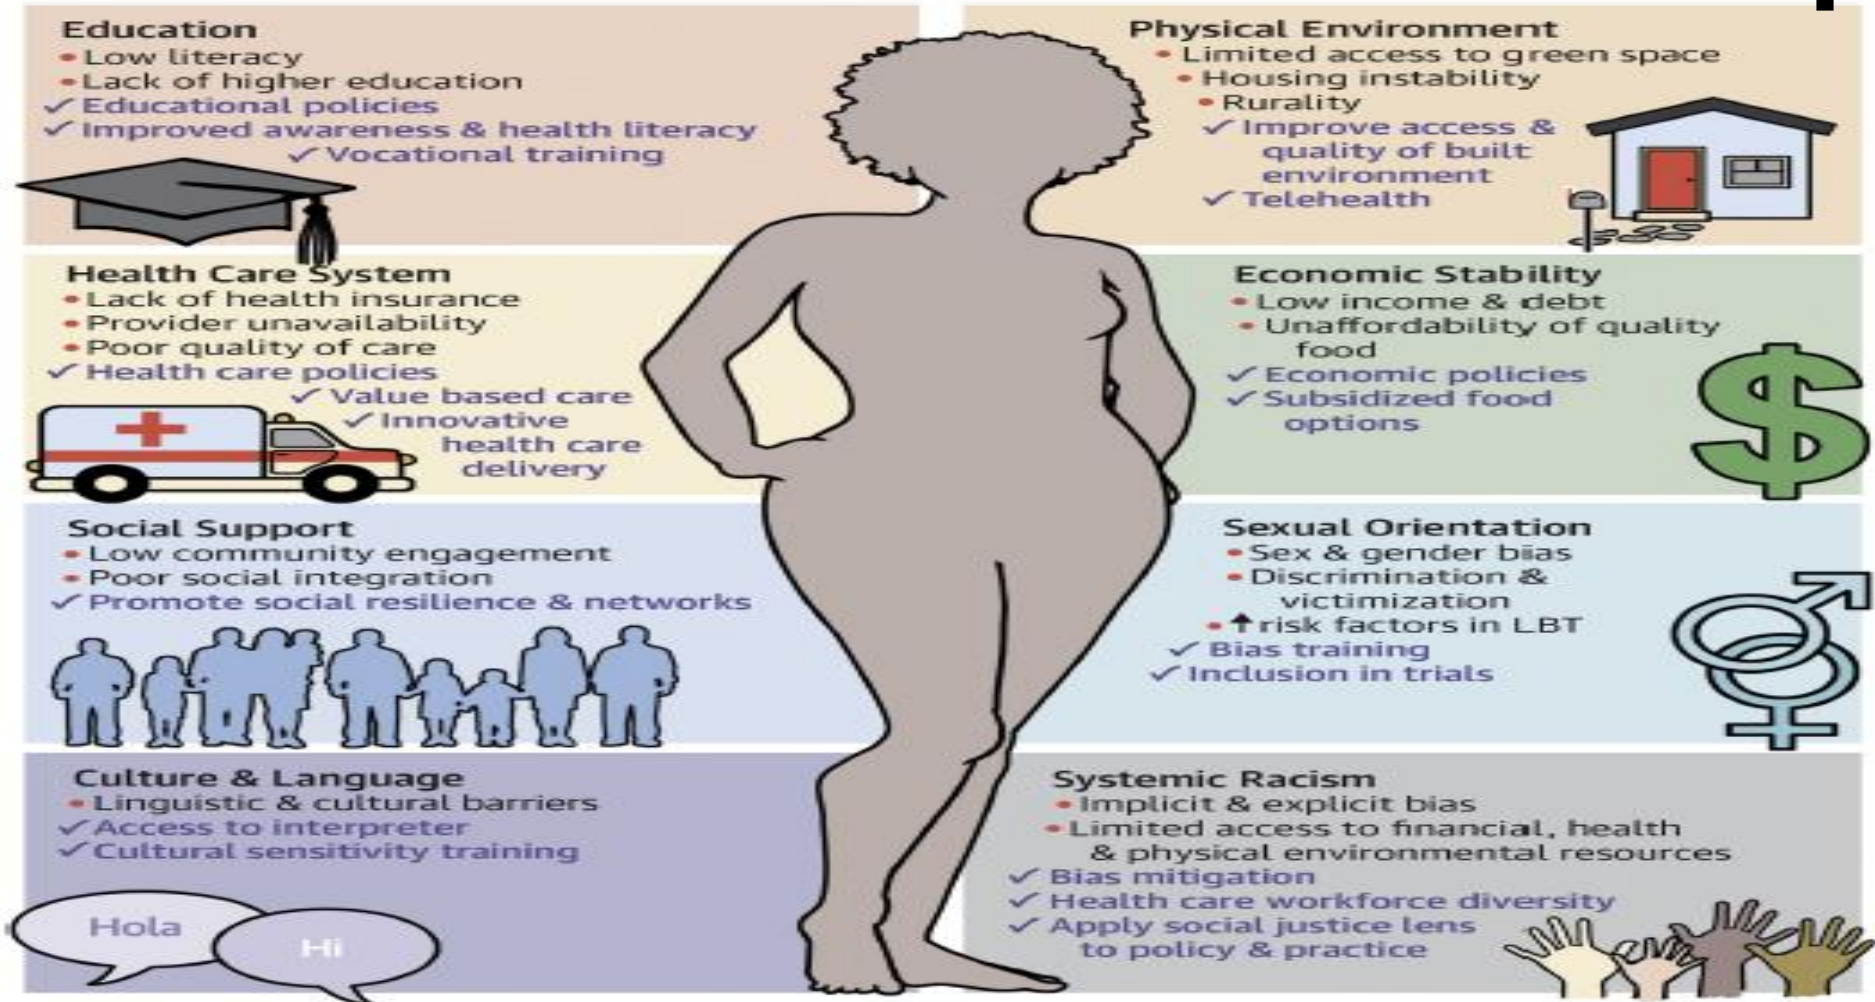 Education
• Low literacy
• Lack of higher education
✓ Educational policies
✓ Improved awareness & health literacy
✓ Vocational training
Physical Environment
• Limited access to green space
• Housing instability
• Rurality
✓ Improve access &
quality of built
environment
✓ Telehealth
Health Care System
• Lack of health insurance
• Provider unavailability
• Poor quality of care
✓ Health care policies
✓ Value based care
✓ Innovative
health care
delivery
Economic Stability
• Low income & debt
• Unaffordability of quality
food
✓ Economic policies
✓ Subsidized food
options
Social Support
• Low community engagement
• Poor social integration
✓ Promote social resilience & networks
Sexual Orientation
• Sex & gender biias
• Discrimination &
victimization
• ↑ risk factors in LBT
✓ Bias training
✓ Inclusion in trials
Culture & Language
• Linguistic & cultural barriers
✓ Access to interpreter
✓ Cultural sensitivity training
Hola
Hi
Systemic Racism
• Implicit & explicit bias
• Limited access to financial, health
& physical environmental resources
✓ Bias mitigation
✓ Health care workforce diversity
✓ Apply social justice lens
to policy & practice